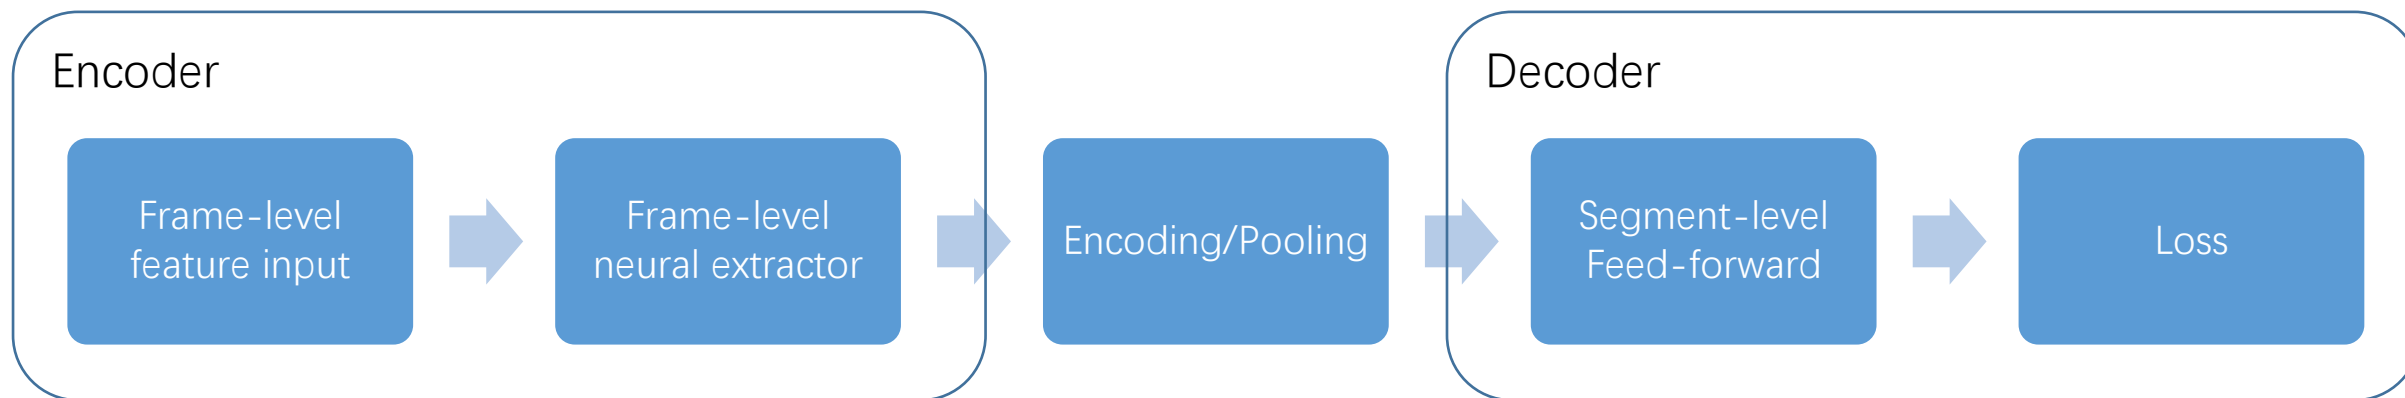 Encoder
Frame-level
feature input
Frame-level
neural extractor
Encoding/Pooling
Decoder
Segment-level
Feed-forward
Loss